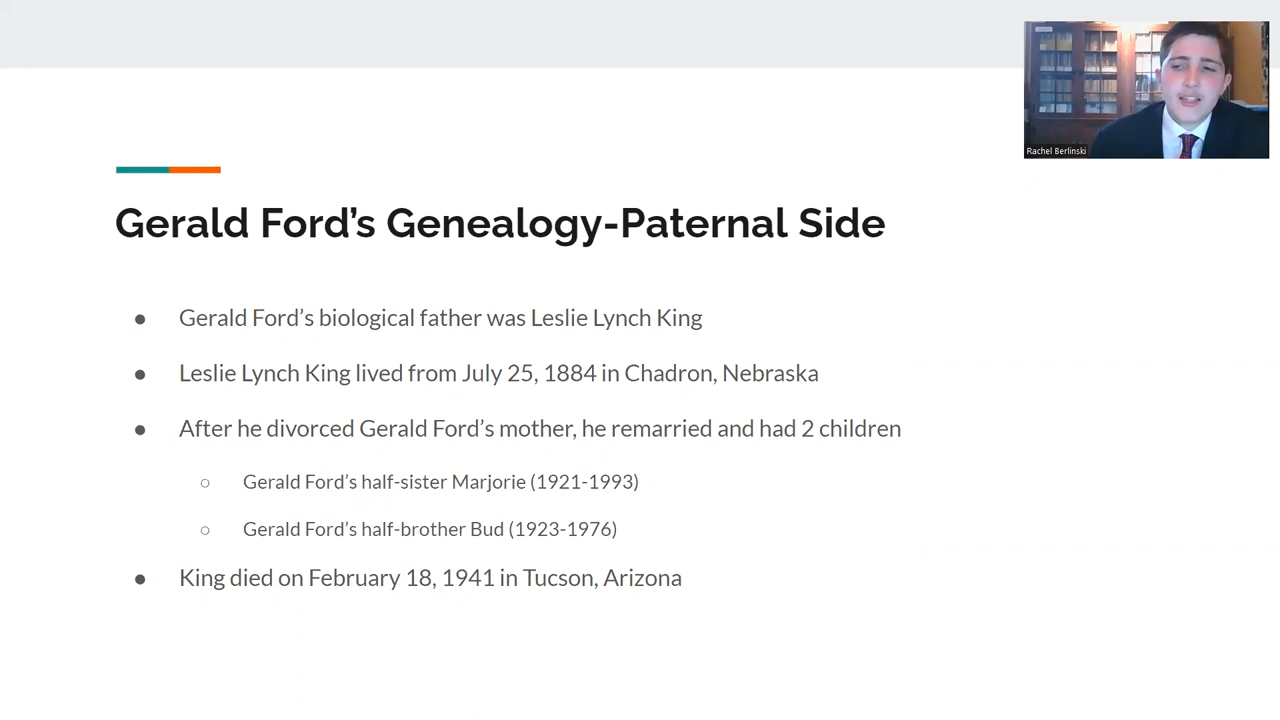 Rachel Berlinski
Gerald Ford’s Genealogy-Paternal Side
● Gerald Ford’s biological father was Leslie Lynch King
● Leslie Lynch King lived from July 25, 1884 in Chadron, Nebraska
● After he divorced Gerald Ford’s mother, he remarried and had 2 children
○ Gerald Ford’s half-sister Marjorie (1921-1993)
○ Gerald Ford’s half-brother Bud (1923-1976)
● King died on February 18, 1941 in Tucson, Arizona